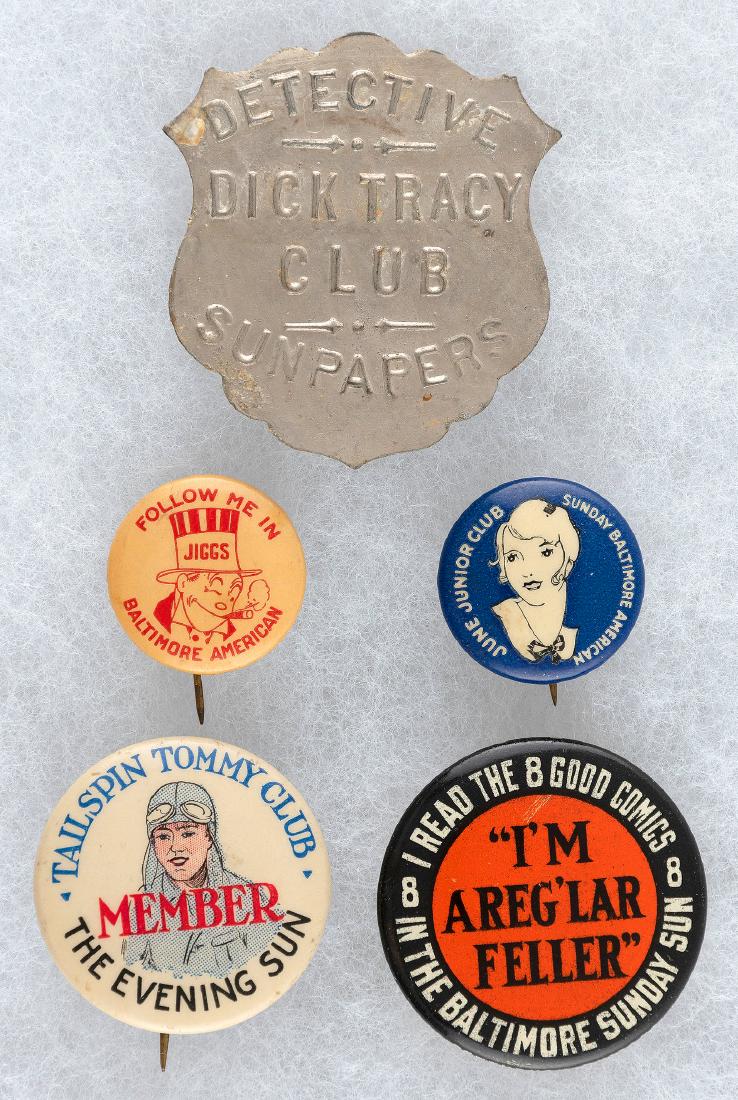 DETECTIVE
DICK TRACY
CLUB
SUNPAPERS
FOLLOW ME IN
JIGGS
BALTIMORE AMERICAN
JUNE JUNIOR CLUB
SUNDAY BALTIMORE AMERICAN
TAILSPIN TOMMY CLUB
MEMBER
THE EVENING SUN
I READ THE 8 GOOD COMICS
8 8
"I'M
A REG'LAR
FELLER"
IN THE BALTIMORE SUNDAY SUN